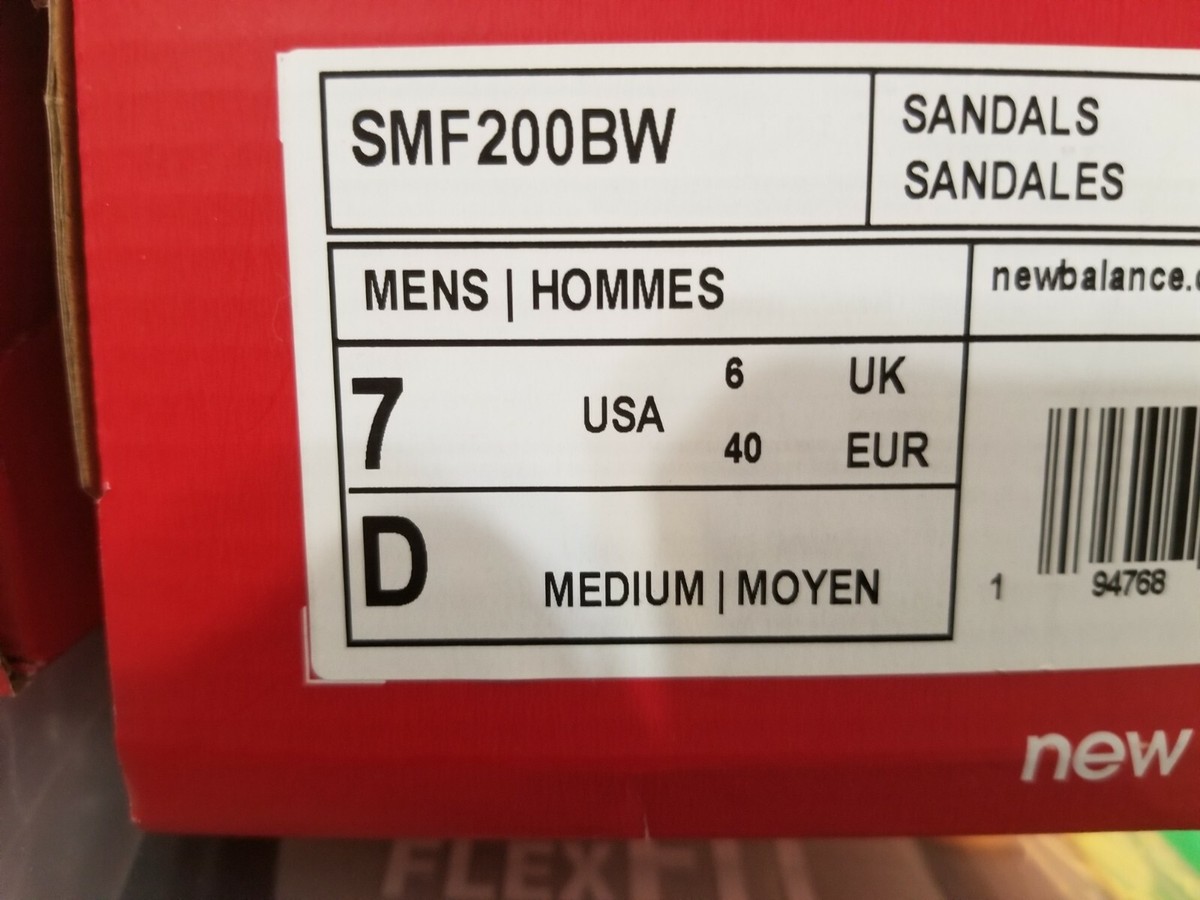 SMF200BW
SANDALS
SANDALES
MENS | HOMMES
newbalance.
7
USA
6 UK
40 EUR
D
MEDIUM | MOYEN
1 94768
new
FLEXFIT